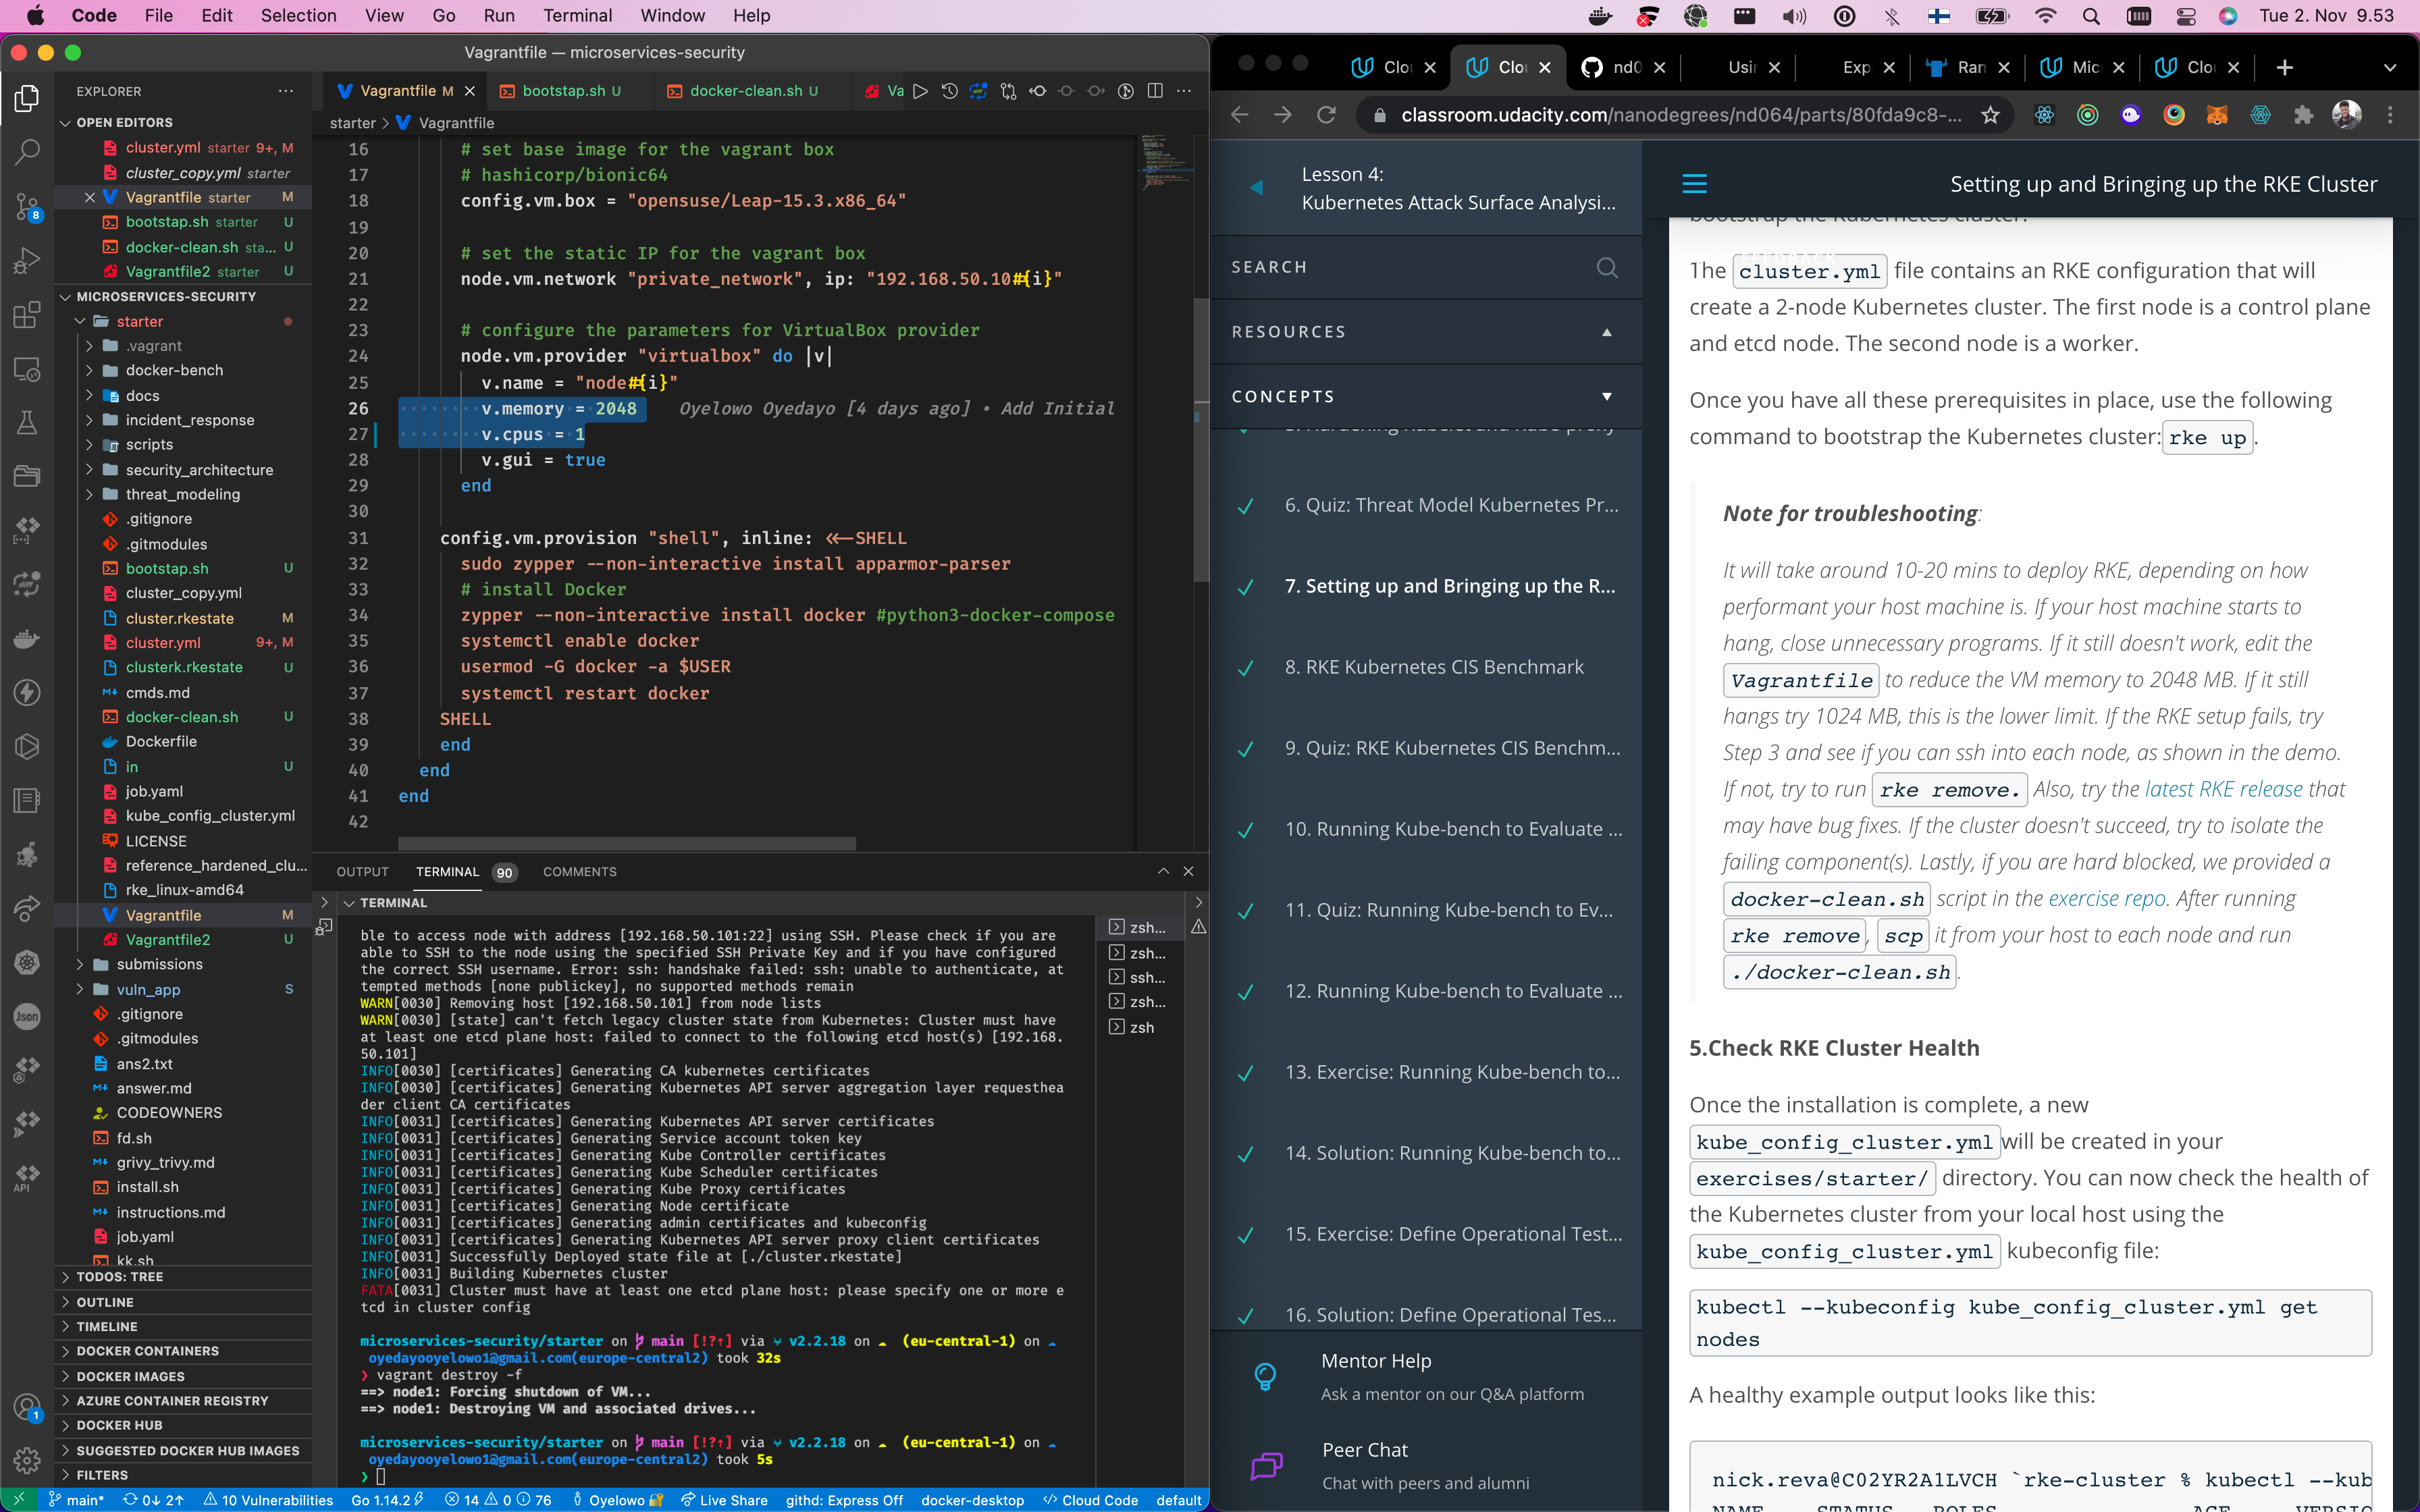 Code File Edit Selection View Go Run Terminal Window Help
Tue 2. Nov 9.53
Vagrantfile — microservices-security
EXPLORER
OPEN EDITORS
cluster.yml starter 9+, M
cluster_copy.yml starter
Vagrantfile starter M
bootstap.sh starter U
docker-clean.sh sta... U
Vagrantfile2 starter U
MICROSERVICES-SECURITY
starter
.vagrant
docker-bench
docs
incident_response
scripts
security_architecture
threat_modeling
.gitignore
.gitmodules
bootstap.sh U
cluster_copy.yml
cluster.rkestate M
cluster.yml 9+, M
clusterk.rkestate U
cmds.md
docker-clean.sh U
Dockerfile
in U
job.yaml
kube_config_cluster.yml
LICENSE
reference_hardened_clu...
rke_linux-amd64
Vagrantfile M
Vagrantfile2 U
submissions
vuln_app S
.gitignore
.gitmodules
ans2.txt
answer.md
CODEOWNERS
fd.sh
grivy_trivy.md
install.sh
instructions.md
job.yaml
kk.sh
TODOS: TREE
OUTLINE
TIMELINE
DOCKER CONTAINERS
DOCKER IMAGES
AZURE CONTAINER REGISTRY
DOCKER HUB
SUGGESTED DOCKER HUB IMAGES
FILTERS
8
1
Json
API
Vagrantfile M bootstap.sh U docker-clean.sh U Va
starter > Vagrantfile
16 # set base image for the vagrant box
17 # hashicorp/bionic64
18 config.vm.box = "opensuse/Leap-15.3.x86_64"
19
20 # set the static IP for the vagrant box
21 node.vm.network "private_network", ip: "192.168.50.10#{i}"
22
23 # configure the parameters for VirtualBox provider
24 node.vm.provider "virtualbox" do |v|
25 v.name = "node#{i}"
26 v.memory = 2048 Oyelowo Oyedayo [4 days ago] • Add Initial
27 v.cpus = 1
28 v.gui = true
29 end
30
31 config.vm.provision "shell", inline: <<-SHELL
32 sudo zypper --non-interactive install apparmor-parser
33 # install Docker
34 zypper --non-interactive install docker #python3-docker-compose
35 systemctl enable docker
36 usermod -G docker -a $USER
37 systemctl restart docker
38 SHELL
39 end
40 end
41 end
42
OUTPUT TERMINAL 90 COMMENTS
TERMINAL
ble to access node with address [192.168.50.101:22] using SSH. Please check if you are
able to SSH to the node using the specified SSH Private Key and if you have configured
the correct SSH username. Error: ssh: handshake failed: ssh: unable to authenticate, at
tempted methods [none publickey], no supported methods remain
WARN[0030] Removing host [192.168.50.101] from node lists
WARN[0030] [state] can't fetch legacy cluster state from Kubernetes: Cluster must have
at least one etcd plane host: failed to connect to the following etcd host(s) [192.168.
50.101]
INFO[0030] [certificates] Generating CA kubernetes certificates
INFO[0030] [certificates] Generating Kubernetes API server aggregation layer requesthea
der client CA certificates
INFO[0031] [certificates] Generating Kubernetes API server certificates
INFO[0031] [certificates] Generating Service account token key
INFO[0031] [certificates] Generating Kube Controller certificates
INFO[0031] [certificates] Generating Kube Scheduler certificates
INFO[0031] [certificates] Generating Kube Proxy certificates
INFO[0031] [certificates] Generating Node certificate
INFO[0031] [certificates] Generating admin certificates and kubeconfig
INFO[0031] [certificates] Generating Kubernetes API server proxy client certificates
INFO[0031] Successfully Deployed state file at [./cluster.rkestate]
INFO[0031] Building Kubernetes cluster
FATA[0031] Cluster must have at least one etcd plane host: please specify one or more e
tcd in cluster config
microservices-security/starter on main [!?↑] via v2.2.18 on (eu-central-1) on
oyedayooyelowo1@gmail.com(europe-central2) took 32s
❯ vagrant destroy -f
==> node1: Forcing shutdown of VM...
==> node1: Destroying VM and associated drives...
microservices-security/starter on main [!?↑] via v2.2.18 on (eu-central-1) on
oyedayooyelowo1@gmail.com(europe-central2) took 5s
❯
zsh...
zsh...
ssh...
zsh...
zsh
main* 0↓ 2↑ 10 Vulnerabilities Go 1.14.2 14 0 76 Oyelowo Live Share githd: Express Off docker-desktop Cloud Code default
Clou Clou nd0 Usin Exp Ran Mic Clou
classroom.udacity.com/nanodegrees/nd064/parts/80fda9c8-...
Lesson 4:
Kubernetes Attack Surface Analysi...
SEARCH
RESOURCES
CONCEPTS
5. Hardening Kubelet and Kube-proxy
6. Quiz: Threat Model Kubernetes Pr...
7. Setting up and Bringing up the R...
8. RKE Kubernetes CIS Benchmark
9. Quiz: RKE Kubernetes CIS Benchm...
10. Running Kube-bench to Evaluate ...
11. Quiz: Running Kube-bench to Ev...
12. Running Kube-bench to Evaluate ...
13. Exercise: Running Kube-bench to...
14. Solution: Running Kube-bench to...
15. Exercise: Define Operational Test...
16. Solution: Define Operational Tes...
Mentor Help
Ask a mentor on our Q&A platform
Peer Chat
Chat with peers and alumni
Setting up and Bringing up the RKE Cluster
bootstrap the Kubernetes cluster.
The cluster.yml file contains an RKE configuration that will
create a 2-node Kubernetes cluster. The first node is a control plane
and etcd node. The second node is a worker.
Once you have all these prerequisites in place, use the following
command to bootstrap the Kubernetes cluster: rke up.
Note for troubleshooting:
It will take around 10-20 mins to deploy RKE, depending on how
performant your host machine is. If your host machine starts to
hang, close unnecessary programs. If it still doesn't work, edit the
Vagrantfile to reduce the VM memory to 2048 MB. If it still
hangs try 1024 MB, this is the lower limit. If the RKE setup fails, try
Step 3 and see if you can ssh into each node, as shown in the demo.
If not, try to run rke remove. Also, try the latest RKE release that
may have bug fixes. If the cluster doesn't succeed, try to isolate the
failing component(s). Lastly, if you are hard blocked, we provided a
docker-clean.sh script in the exercise repo. After running
rke remove, scp it from your host to each node and run
./docker-clean.sh.
5.Check RKE Cluster Health
Once the installation is complete, a new
kube_config_cluster.yml will be created in your
exercises/starter/ directory. You can now check the health of
the Kubernetes cluster from your local host using the
kube_config_cluster.yml kubeconfig file:
kubectl --kubeconfig kube_config_cluster.yml get
nodes
A healthy example output looks like this:
nick.reva@C02YR2A1LVCH `rke-cluster % kubectl --kub
NAME STATUS ROLES AGE VERSIO